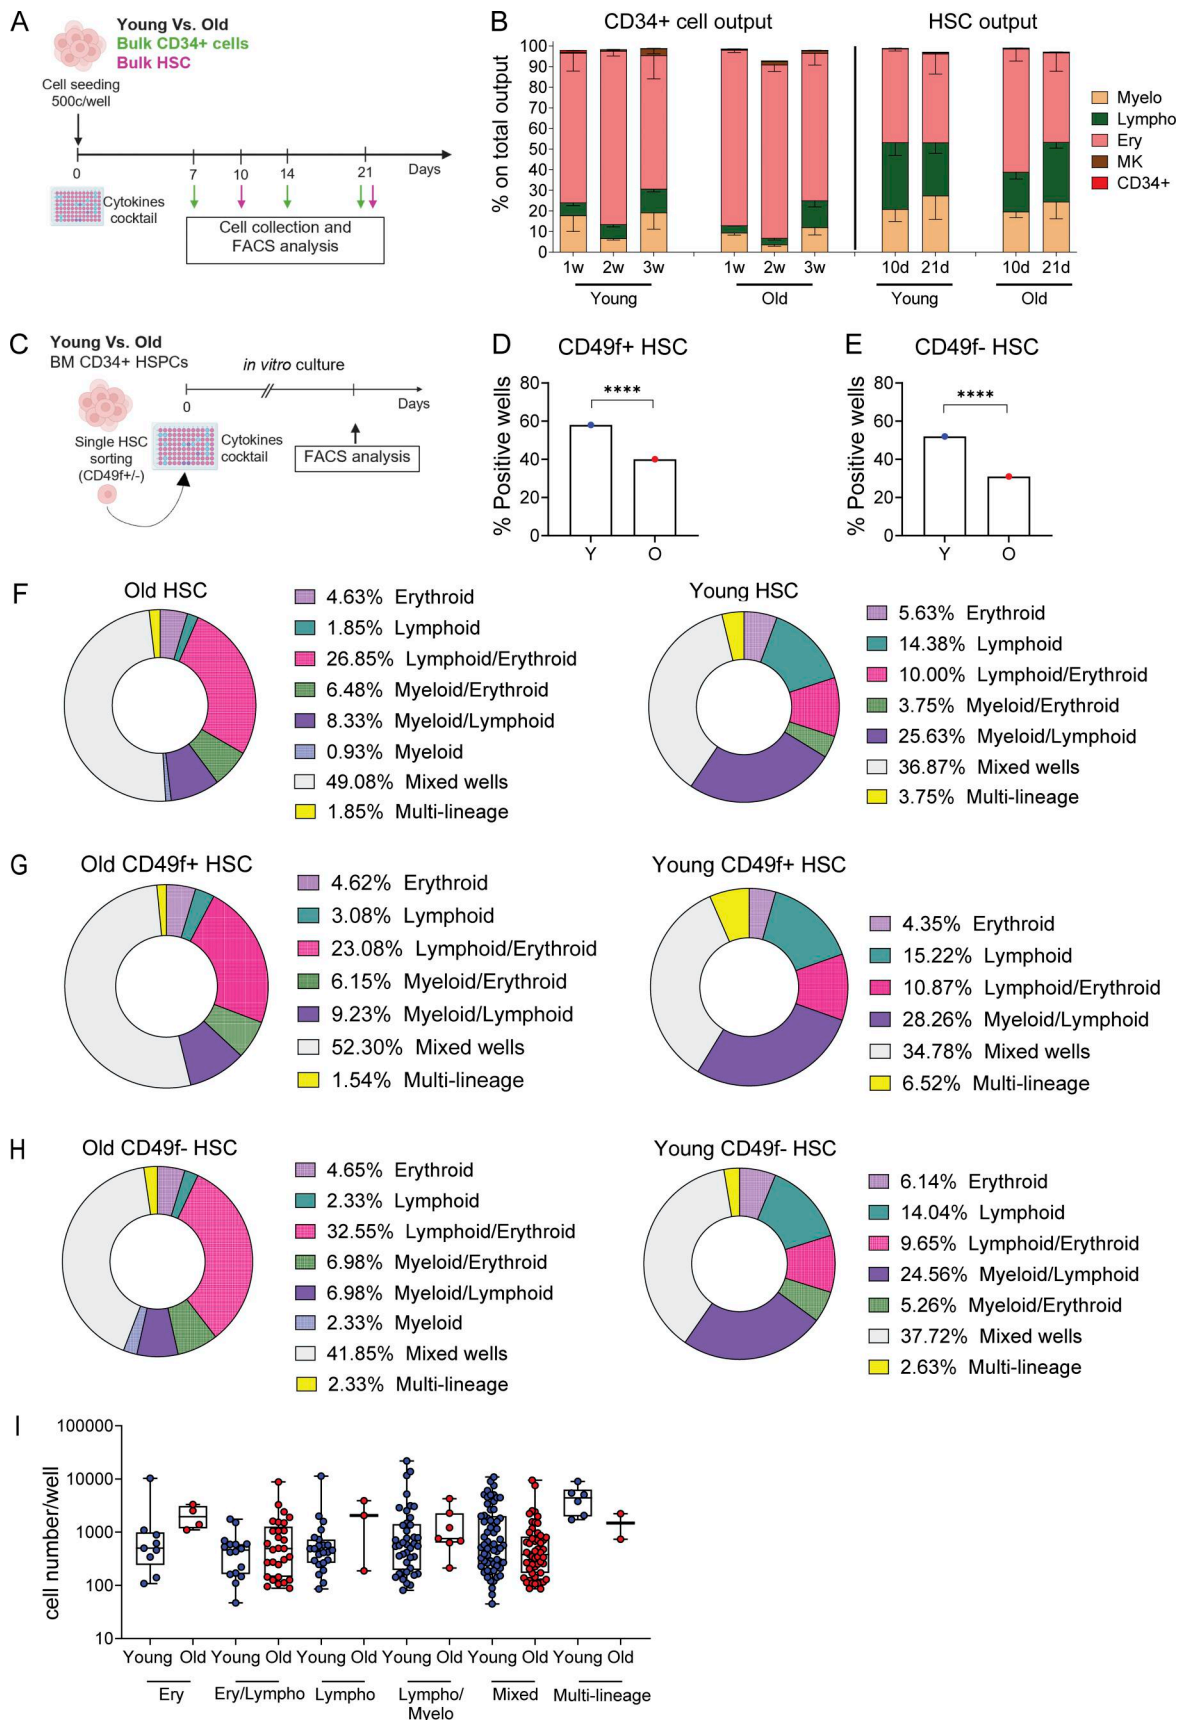 A
Young Vs. Old
Bulk CD34+ cells
Bulk HSC
Cell seeding
500c/well
0
7
10
14
21
Days
Cytokines
cocktail
Cell collection and
FACS analysis
B
CD34+ cell output
HSC output
% on total output
100
90
80
70
60
50
40
30
20
10
0
1w 2w 3w
1w 2w 3w
10d 21d
10d 21d
Young
Old
Young
Old
Myelo
Lympho
Ery
MK
CD34+
C
Young Vs. Old
BM CD34+ HSPCs
in vitro culture
0
Days
Single HSC
sorting
(CD49f+/-)
Cytokines
cocktail
FACS analysis
D
CD49f+ HSC
% Positive wells
80
60
40
20
0
****
Y
O
E
CD49f- HSC
% Positive wells
80
60
40
20
0
****
Y
O
F
Old HSC
4.63% Erythroid
1.85% Lymphoid
26.85% Lymphoid/Erythroid
6.48% Myeloid/Erythroid
8.33% Myeloid/Lymphoid
0.93% Myeloid
49.08% Mixed wells
1.85% Multi-lineage
Young HSC
5.63% Erythroid
14.38% Lymphoid
10.00% Lymphoid/Erythroid
3.75% Myeloid/Erythroid
25.63% Myeloid/Lymphoid
36.87% Mixed wells
3.75% Multi-lineage
G
Old CD49f+ HSC
4.62% Erythroid
3.08% Lymphoid
23.08% Lymphoid/Erythroid
6.15% Myeloid/Erythroid
9.23% Myeloid/Lymphoid
52.30% Mixed wells
1.54% Multi-lineage
Young CD49f+ HSC
4.35% Erythroid
15.22% Lymphoid
10.87% Lymphoid/Erythroid
28.26% Myeloid/Lymphoid
34.78% Mixed wells
6.52% Multi-lineage
H
Old CD49f- HSC
4.65% Erythroid
2.33% Lymphoid
32.55% Lymphoid/Erythroid
6.98% Myeloid/Erythroid
6.98% Myeloid/Lymphoid
2.33% Myeloid
41.85% Mixed wells
2.33% Multi-lineage
Young CD49f- HSC
6.14% Erythroid
14.04% Lymphoid
9.65% Lymphoid/Erythroid
24.56% Myeloid/Lymphoid
5.26% Myeloid/Erythroid
37.72% Mixed wells
2.63% Multi-lineage
I
cell number/well
100000
10000
1000
100
10
Young Old
Young Old
Young Old
Young Old
Young Old
Young Old
Ery
Ery/Lympho
Lympho
Lympho/
Myelo
Mixed
Multi-lineage